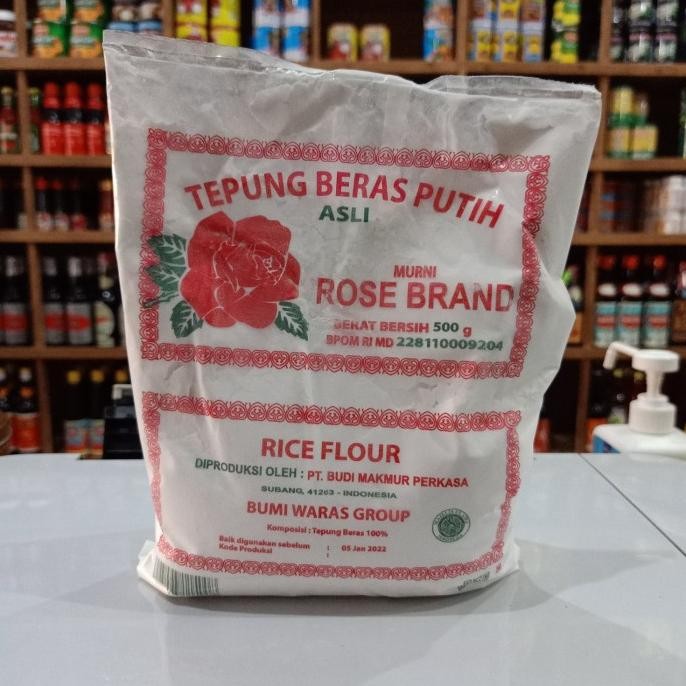 TEPUNG BERAS PUTIH
ASLI
MURNI
ROSE BRAND
BERAT BERSIH 500 g
BPOM RI MD 228110009204
RICE FLOUR
DIPRODUKSI OLEH : PT. BUDI MAKMUR PERKASA
SUBANG, 41263 - INDONESIA
BUMI WARAS GROUP
Komposisi : Tepung Beras 100%
Baik digunakan sebelum : 05 Jan 2022
Kode Produksi :